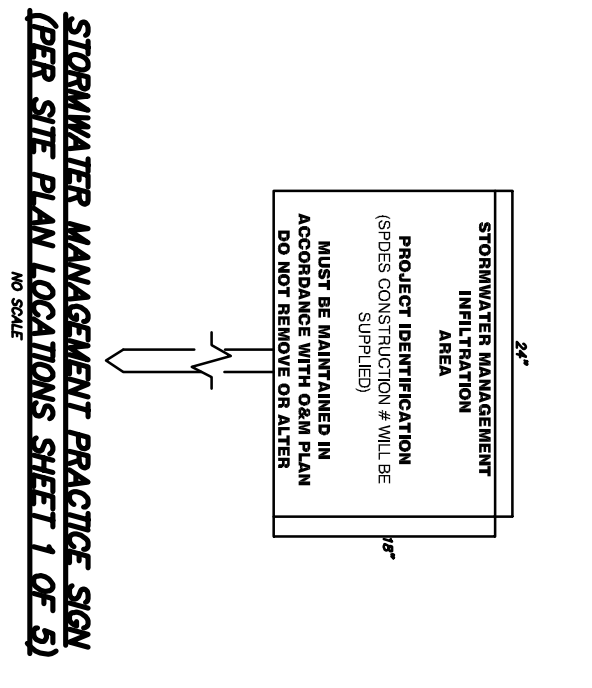 24"
STORMWATER MANAGEMENT
INFILTRATION
AREA
PROJECT IDENTIFICATION
(SPDES CONSTRUCTION # WILL BE
SUPPLIED)
MUST BE MAINTAINED IN
ACCORDANCE WITH O&M PLAN
DO NOT REMOVE OR ALTER
18"
STORMWATER MANAGEMENT PRACTICE SIGN
(PER SITE PLAN LOCATIONS SHEET 1 OF 5)
NO SCALE